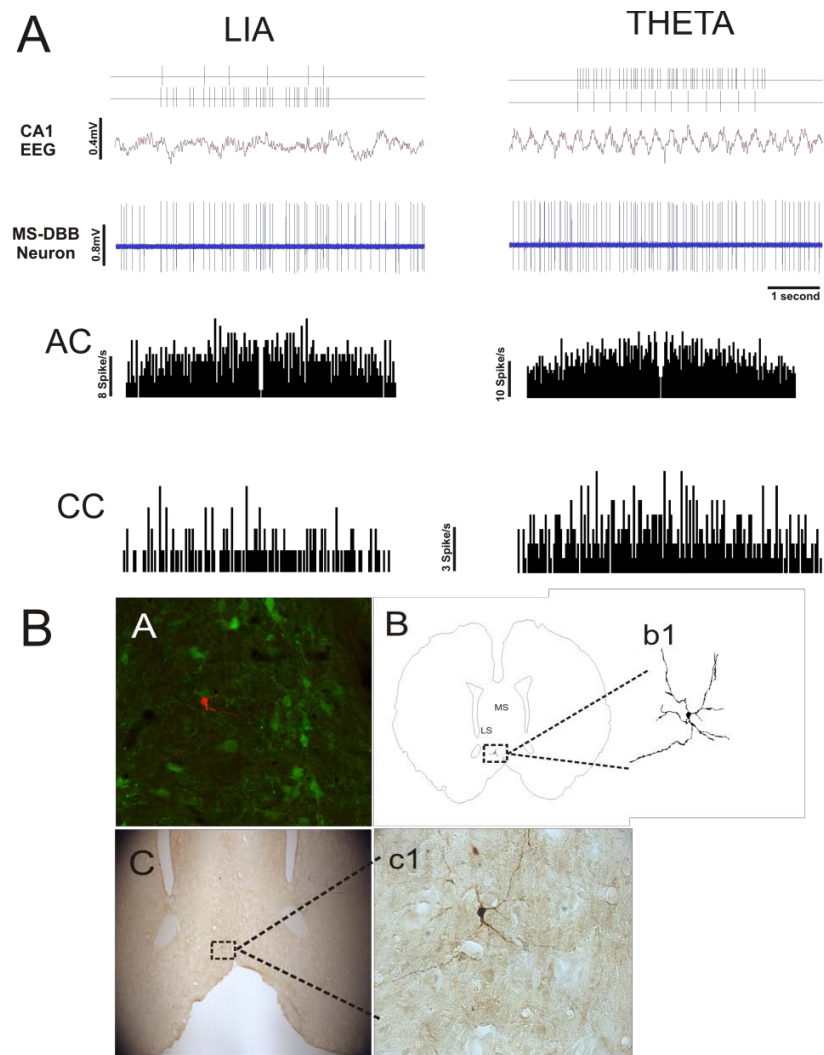 A
LIA
THETA
CA1
EEG
0.4mV
MS-DBB
Neuron
0.8mV
1 second
AC
8 Spike/s
10 Spike/s
CC
3 Spike/s
B
A
B
b1
MS
LS
C
c1